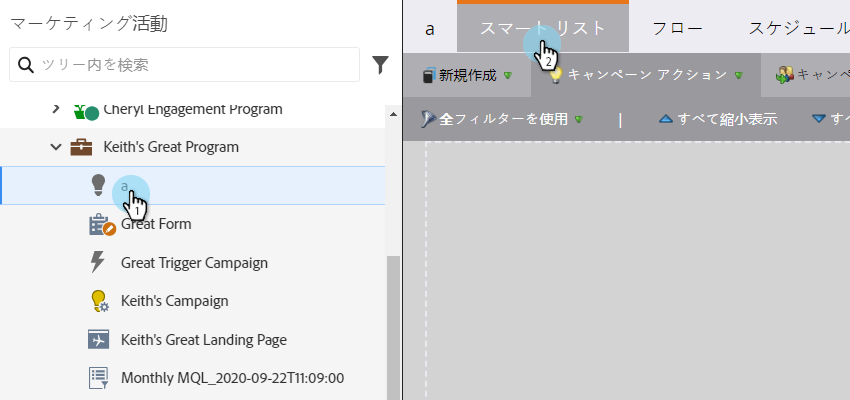 マーケティング活動
ツリー内を検索
Cheryl Engagement Program
Keith's Great Program
a
1
Great Form
Great Trigger Campaign
Keith's Campaign
Keith's Great Landing Page
Monthly MQL_2020-09-22T11:09:00
a スマート リスト フロー スケジュール
2
新規作成 キャンペーン アクション キャンペ
全フィルターを使用 | すべて縮小表示 すべ